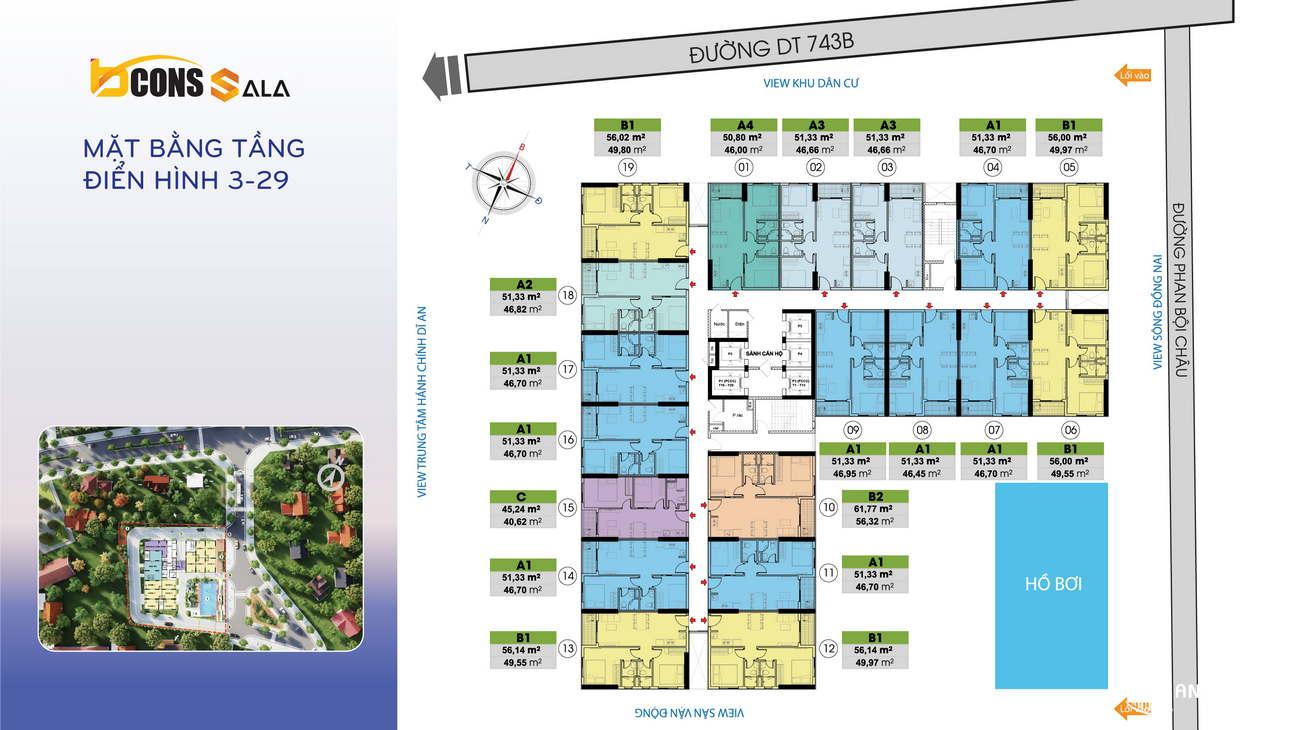 bCONS SALA
MẶT BẰNG TẦNG
ĐIỂN HÌNH 3-29
ĐƯỜNG DT 743B
VIEW KHU DÂN CƯ
Lối vào
B
T
Đ
N
B1
56,02 m²
49,80 m²
19
A4
50,80 m²
46,00 m²
01
A3
51,33 m²
46,66 m²
02
A3
51,33 m²
46,66 m²
03
A1
51,33 m²
46,70 m²
04
B1
56,00 m²
49,97 m²
05
A2
51,33 m²
46,82 m²
18
A1
51,33 m²
46,70 m²
17
A1
51,33 m²
46,70 m²
16
C
45,24 m²
40,62 m²
15
A1
51,33 m²
46,70 m²
14
B1
56,14 m²
49,55 m²
13
Nước
Điện
SẢNH CĂN HỘ
P rác
09
A1
51,33 m²
46,95 m²
08
A1
51,33 m²
46,45 m²
07
A1
51,33 m²
46,70 m²
06
B1
56,00 m²
49,55 m²
10
B2
61,77 m²
56,32 m²
11
A1
51,33 m²
46,70 m²
12
B1
56,14 m²
49,97 m²
HỒ BƠI
VIEW TRUNG TÂM HÀNH CHÍNH DĨ AN
VIEW SÔNG ĐỒNG NAI
ĐƯỜNG PHAN BỘI CHÂU
VIEW SÂN VẬN ĐỘNG